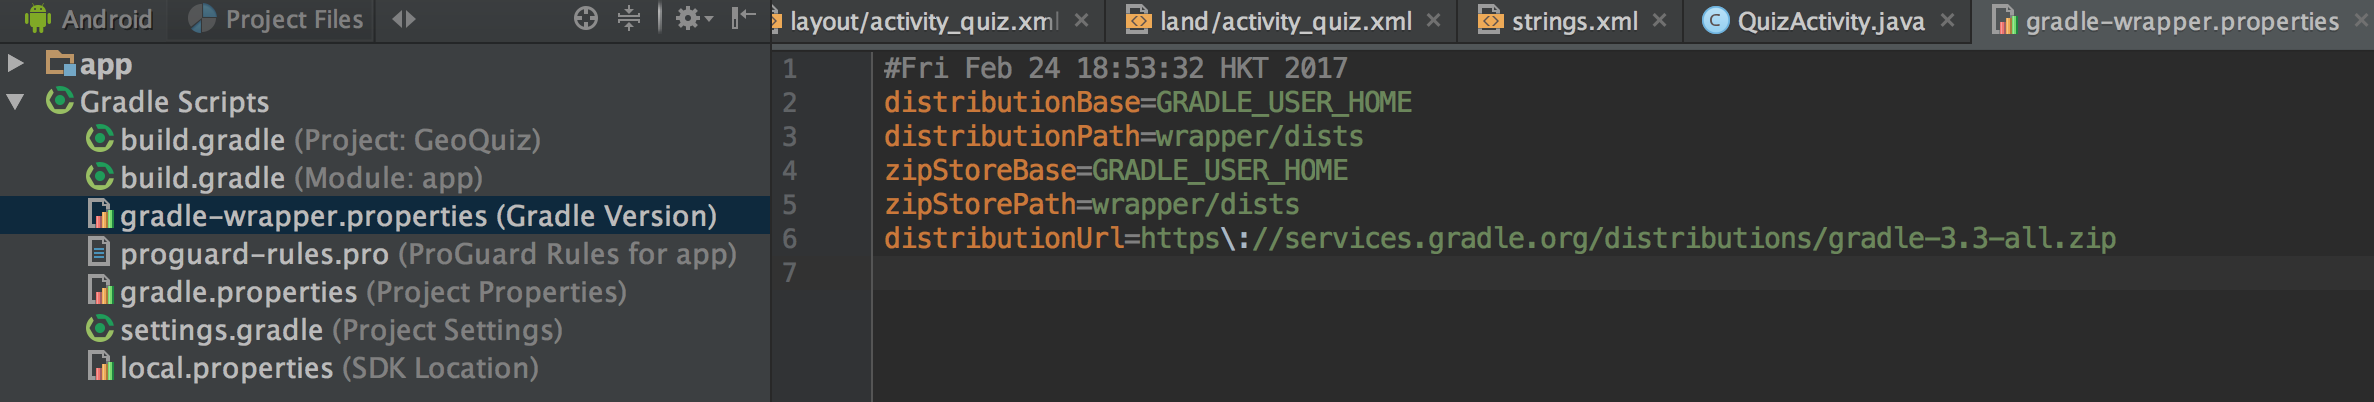 Android Project Files
layout/activity_quiz.xml land/activity_quiz.xml strings.xml QuizActivity.java gradle-wrapper.properties
app
Gradle Scripts
build.gradle (Project: GeoQuiz)
build.gradle (Module: app)
gradle-wrapper.properties (Gradle Version)
proguard-rules.pro (ProGuard Rules for app)
gradle.properties (Project Properties)
settings.gradle (Project Settings)
local.properties (SDK Location)
1 #Fri Feb 24 18:53:32 HKT 2017
2 distributionBase=GRADLE_USER_HOME
3 distributionPath=wrapper/dists
4 zipStoreBase=GRADLE_USER_HOME
5 zipStorePath=wrapper/dists
6 distributionUrl=https\://services.gradle.org/distributions/gradle-3.3-all.zip
7